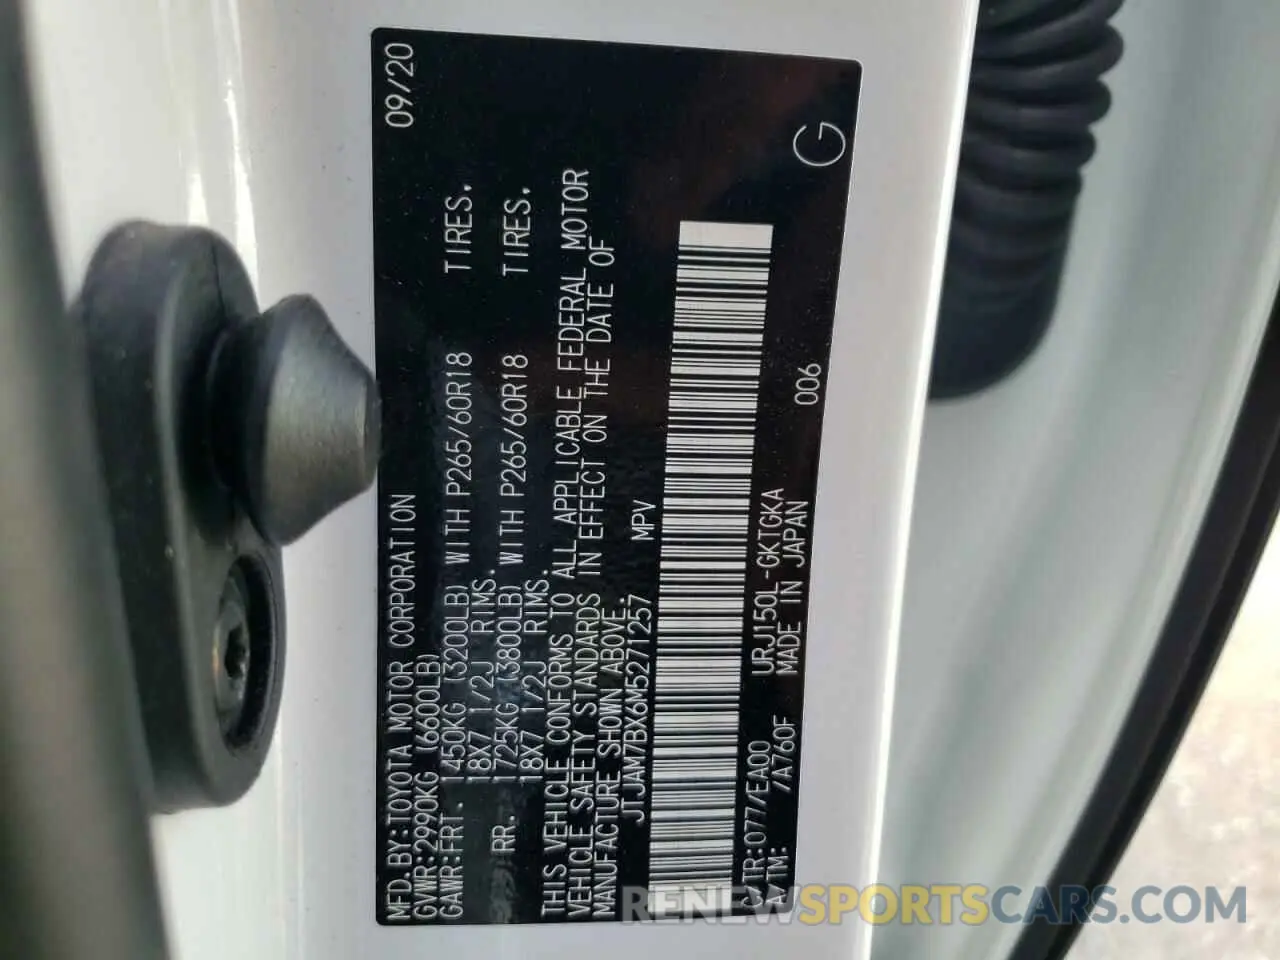 MFD. BY: TOYOTA MOTOR CORPORATION 09/20
GVWR: 2990KG (6600LB)
GAWR: FRT. 1450KG (3200LB) WITH P265/60R18 TIRES.
18X7 1/2J RIMS.
RR. 1725KG (3800LB) WITH P265/60R18 TIRES.
18X7 1/2J RIMS.
THIS VEHICLE CONFORMS TO ALL APPLICABLE FEDERAL MOTOR
VEHICLE SAFETY STANDARDS IN EFFECT ON THE DATE OF
MANUFACTURE SHOWN ABOVE.
JTJAM7BX6M5271257 MPV
C/TR: 077/EA00 URJ150L-GKTGKA
A/TM: /A760F MADE IN JAPAN 006 G
RENEWSPORTSCARS.COM